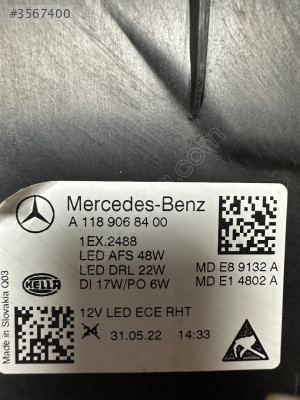 #3567400
Mercedes-Benz
A 118 906 84 00
1EX.2488
LED AFS 48W
LED DRL 22W
DI 17W/PO 6W
MD E8 9132 A
MD E1 4802 A
HELLA
Made in Slovakia Q03
12V LED ECE RHT
24 31.05.22 14:33